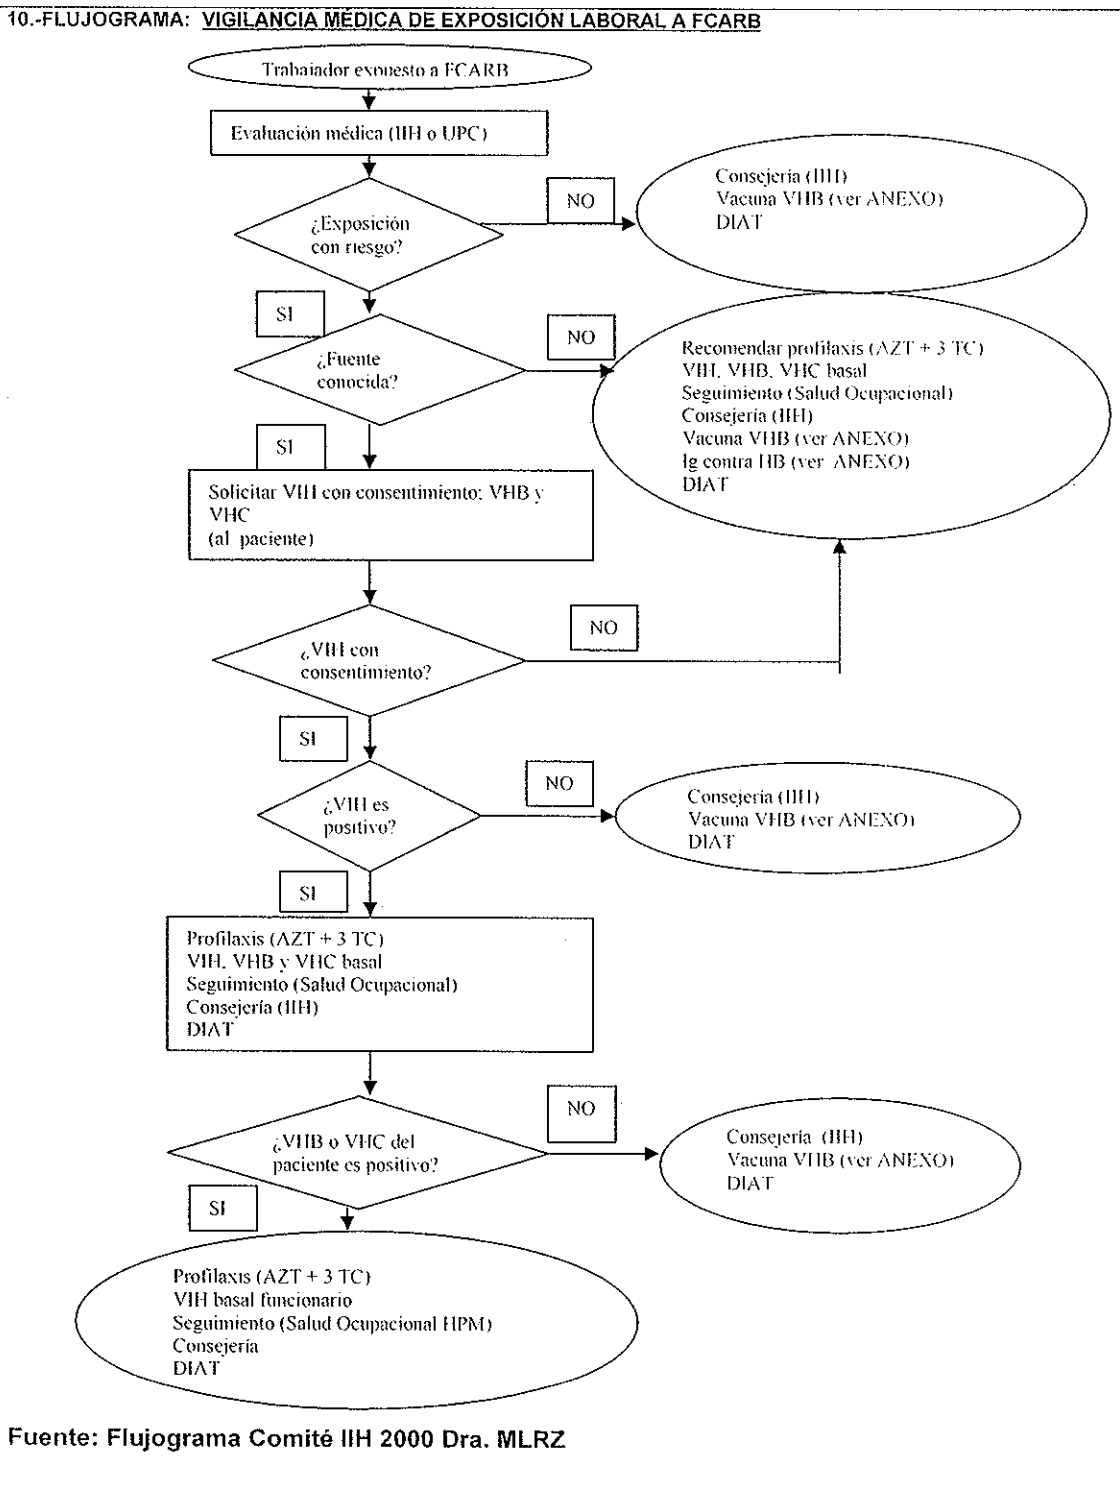 10.-FLUJOGRAMA: VIGILANCIA MÉDICA DE EXPOSICIÓN LABORAL A FCARB
Trabajador expuesto a FCARB
Evaluación médica (IIH o UPC)
¿Exposición
con riesgo?
NO
Consejería (IIH)
Vacuna VHB (ver ANEXO)
DIAT
SI
¿Fuente
conocida?
NO
Recomendar profilaxis (AZT + 3 TC)
VIH, VHB, VHC basal
Seguimiento (Salud Ocupacional)
Consejería (IIH)
Vacuna VHB (ver ANEXO)
Ig contra HB (ver ANEXO)
DIAT
SI
Solicitar VIH con consentimiento; VHB y
VHC
(al paciente)
¿VIH con
consentimiento?
NO
SI
¿VIH es
positivo?
NO
Consejería (IIH)
Vacuna VHB (ver ANEXO)
DIAT
SI
Profilaxis (AZT + 3 TC)
VIH, VHB y VHC basal
Seguimiento (Salud Ocupacional)
Consejería (IIH)
DIAT
¿VHB o VHC del
paciente es positivo?
NO
Consejería (IIH)
Vacuna VHB (ver ANEXO)
DIAT
SI
Profilaxis (AZT + 3 TC)
VIH basal funcionario
Seguimiento (Salud Ocupacional HPM)
Consejería
DIAT
Fuente: Flujograma Comité IIH 2000 Dra. MLRZ